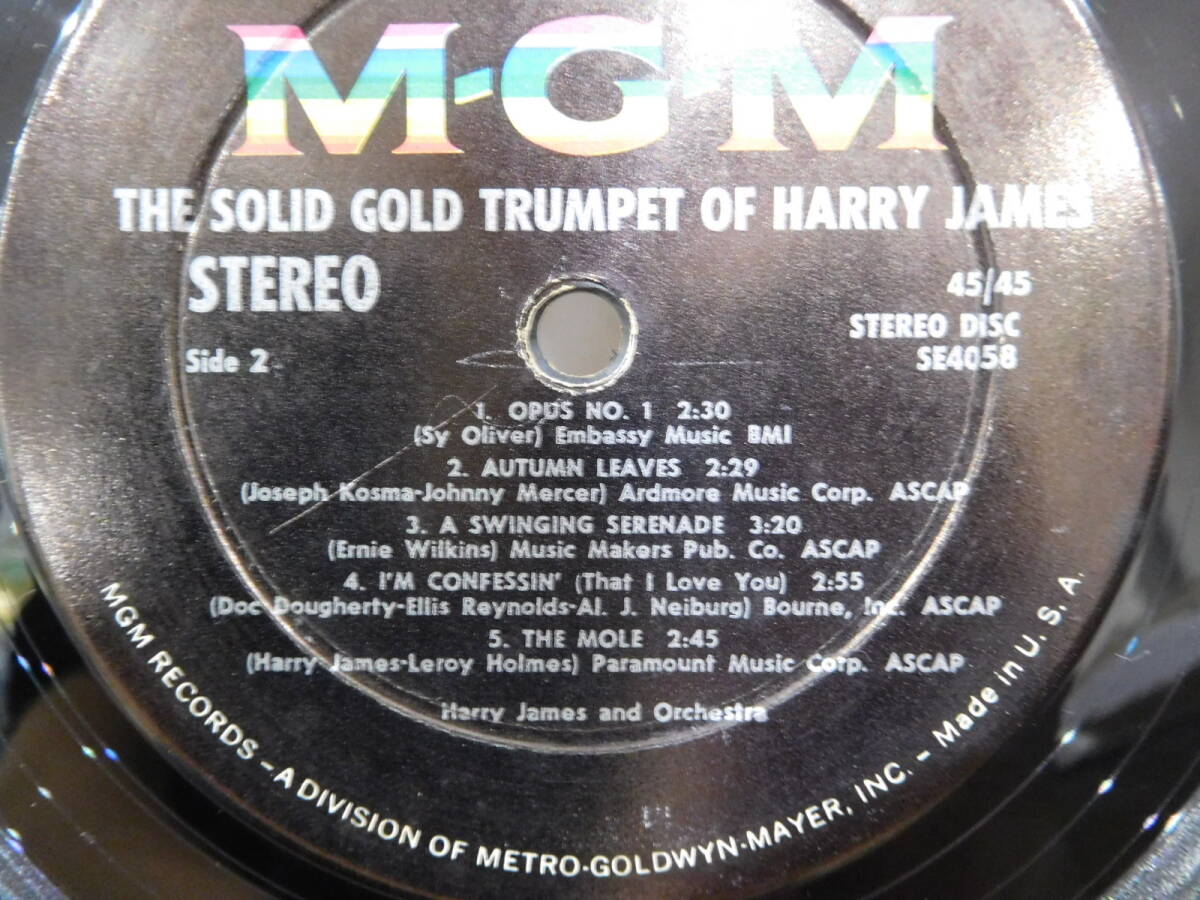 M-G-M
THE SOLID GOLD TRUMPET OF HARRY JAMES
STEREO
45/45
STEREO DISC
SE4058
Side 2
1. OPUS NO. 1 2:30
(Sy Oliver) Embassy Music BMI
2. AUTUMN LEAVES 2:29
(Joseph Kosma-Johnny Mercer) Ardmore Music Corp. ASCAP
3. A SWINGING SERENADE 3:20
(Ernie Wilkins) Music Makers Pub. Co. ASCAP
4. I'M CONFESSIN' (That I Love You) 2:55
(Doc Dougherty-Ellis Reynolds-Al. J. Neiburg) Bourne, Inc. ASCAP
5. THE MOLE 2:45
(Harry James-Leroy Holmes) Paramount Music Corp. ASCAP
Harry James and Orchestra
MGM RECORDS - A DIVISION OF METRO-GOLDWYN-MAYER, INC. - Made in U. S. A.